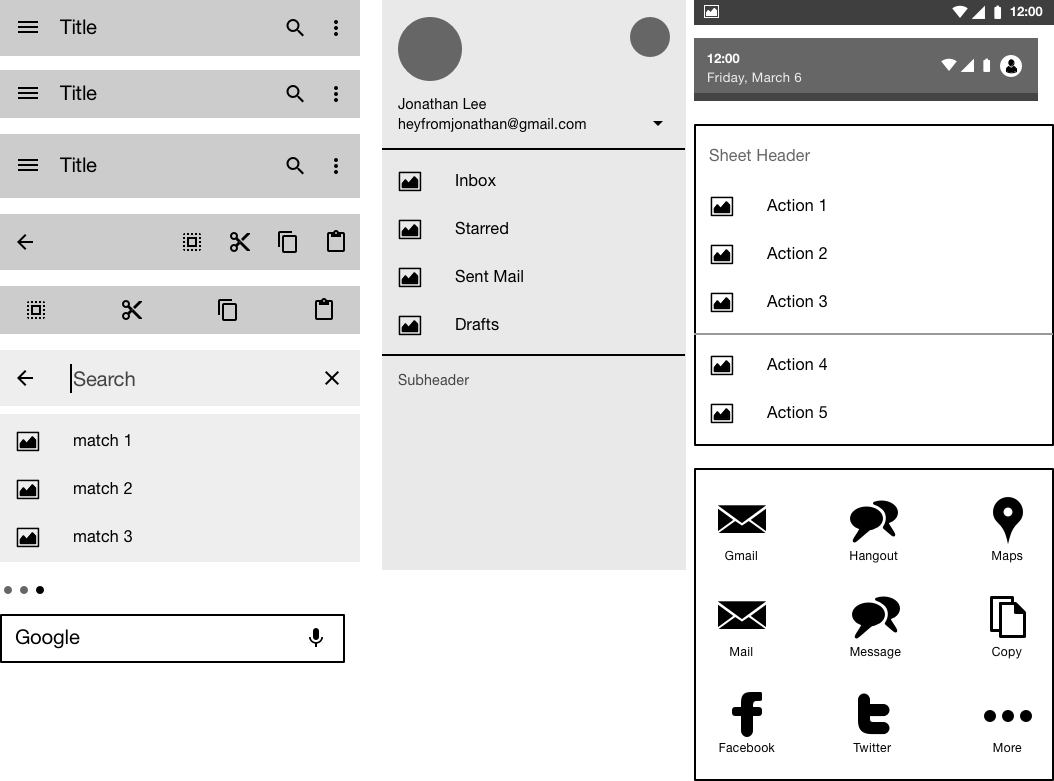 Title
Title
Title
Search
match 1
match 2
match 3
Google
Jonathan Lee
heyfromjonathan@gmail.com
Inbox
Starred
Sent Mail
Drafts
Subheader
12:00
12:00
Friday, March 6
Sheet Header
Action 1
Action 2
Action 3
Action 4
Action 5
Gmail
Hangout
Maps
Mail
Message
Copy
Facebook
Twitter
More